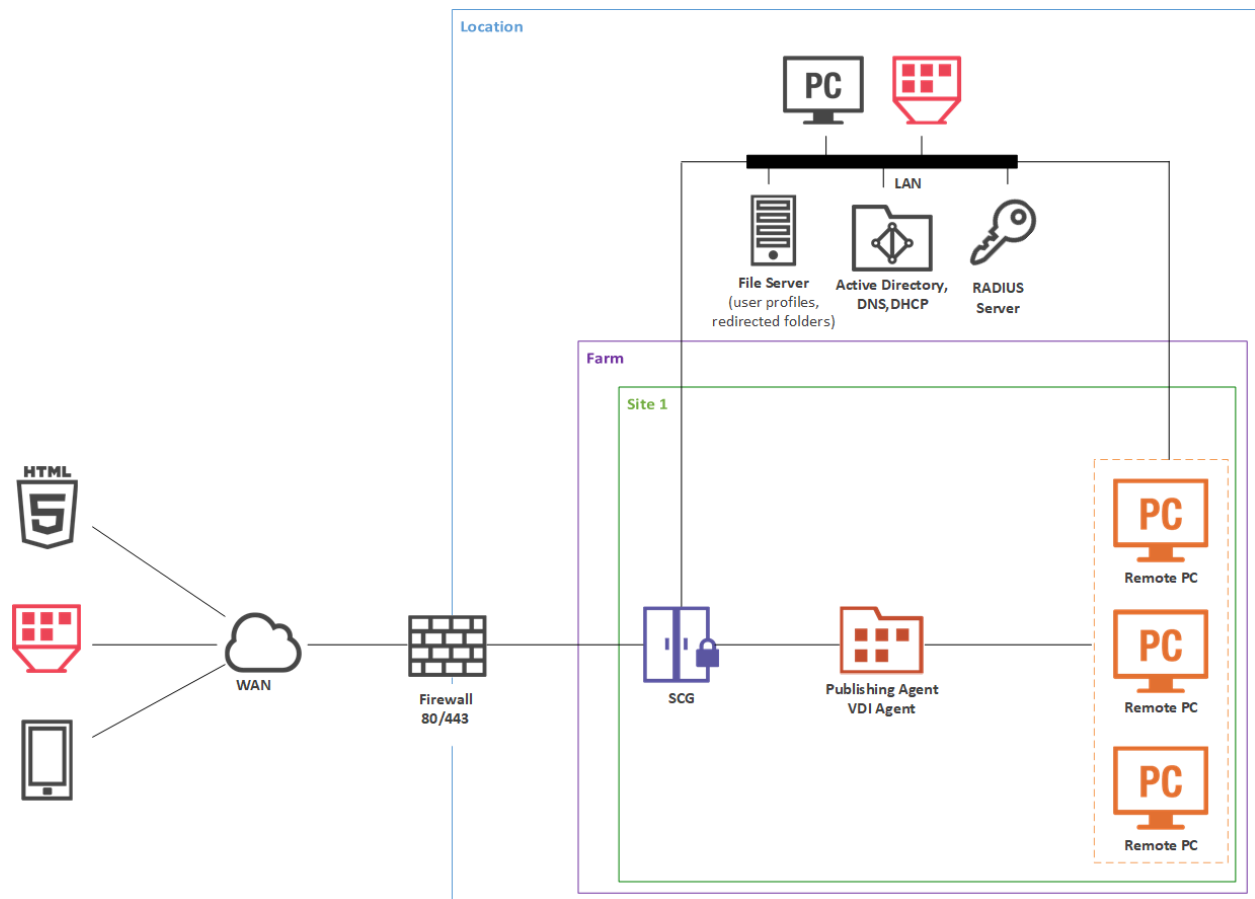 Location
PC
LAN
File Server
(user profiles,
redirected folders)
Active Directory,
DNS,DHCP
RADIUS
Server
Farm
Site 1
HTML
5
WAN
Firewall
80/443
SCG
Publishing Agent
VDI Agent
PC
Remote PC
PC
Remote PC
PC
Remote PC